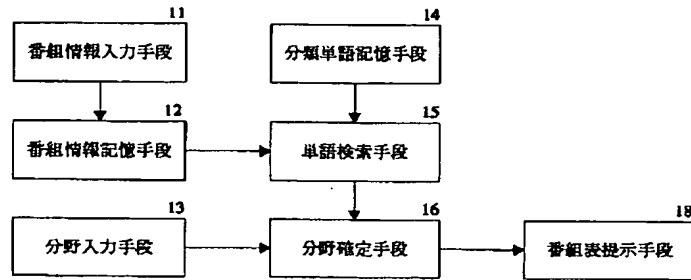 11
番組情報入力手段
14
分類単語記憶手段
12
番組情報記憶手段
15
単語検索手段
13
分野入力手段
16
分野確定手段
18
番組表提示手段